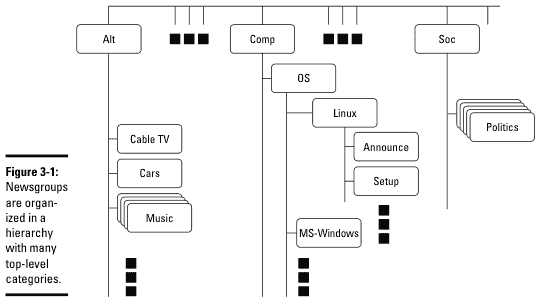 Alt
Comp
Soc
OS
Linux
Politics
Cable TV
Announce
Cars
Setup
Music
MS-Windows
Figure 3-1:
Newsgroups
are organ-
ized in a
hierarchy
with many
top-level
categories.